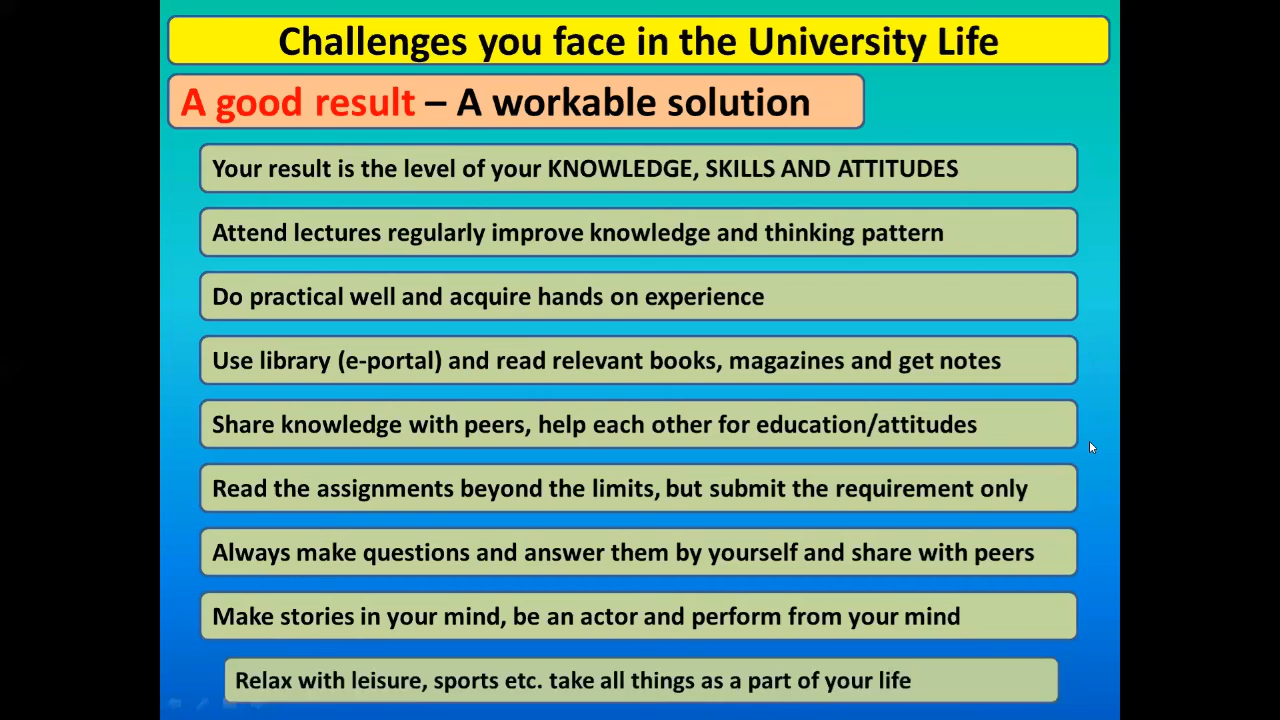 Challenges you face in the University Life
A good result – A workable solution
Your result is the level of your KNOWLEDGE, SKILLS AND ATTITUDES
Attend lectures regularly improve knowledge and thinking pattern
Do practical well and acquire hands on experience
Use library (e-portal) and read relevant books, magazines and get notes
Share knowledge with peers, help each other for education/attitudes
Read the assignments beyond the limits, but submit the requirement only
Always make questions and answer them by yourself and share with peers
Make stories in your mind, be an actor and perform from your mind
Relax with leisure, sports etc. take all things as a part of your life